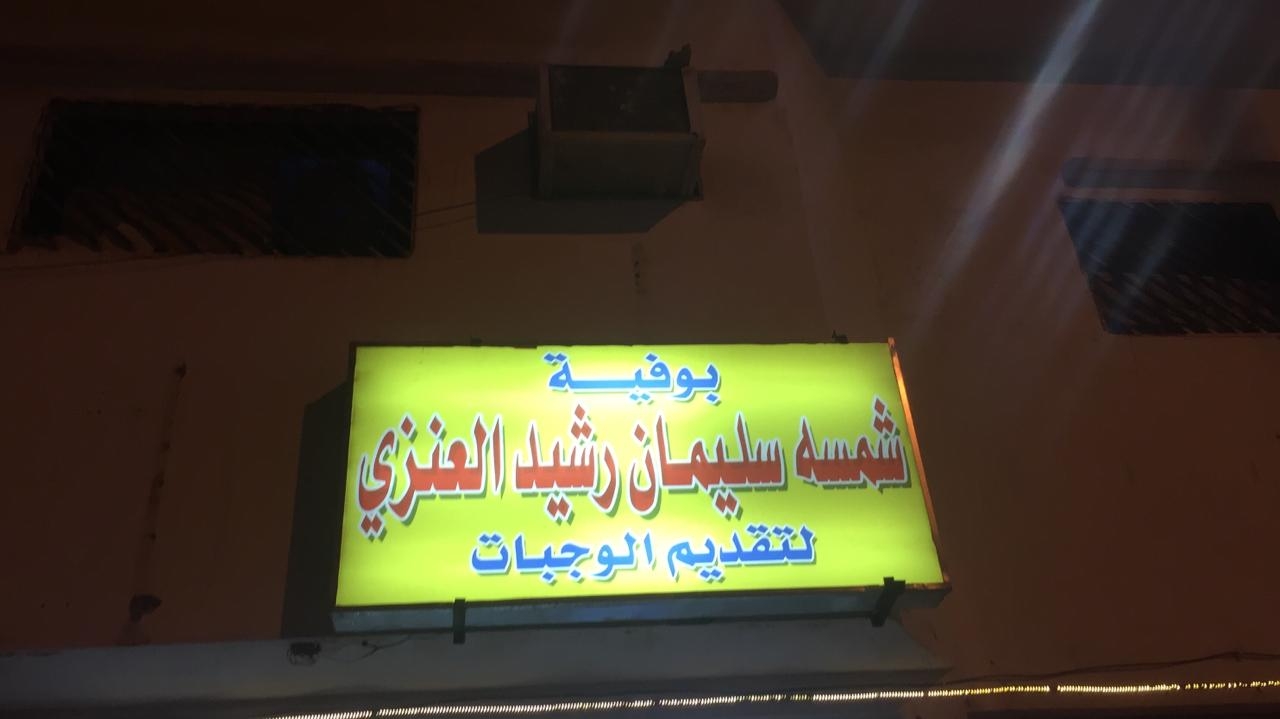 بوفية
شمسه سليمان رشيد العنزي
لتقديم الوجبات